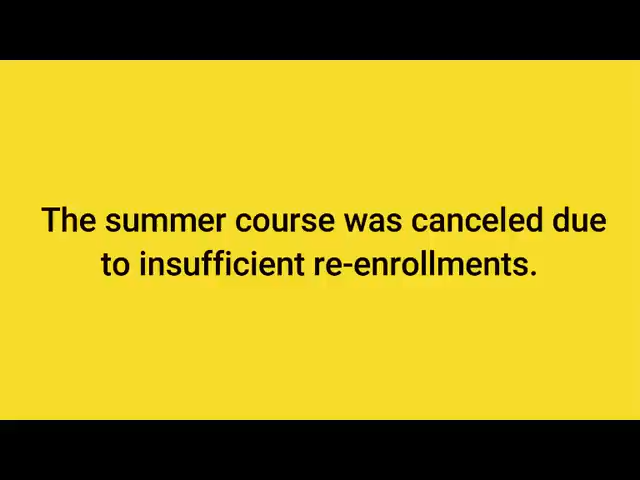 The summer course was canceled due
to insufficient re-enrollments.